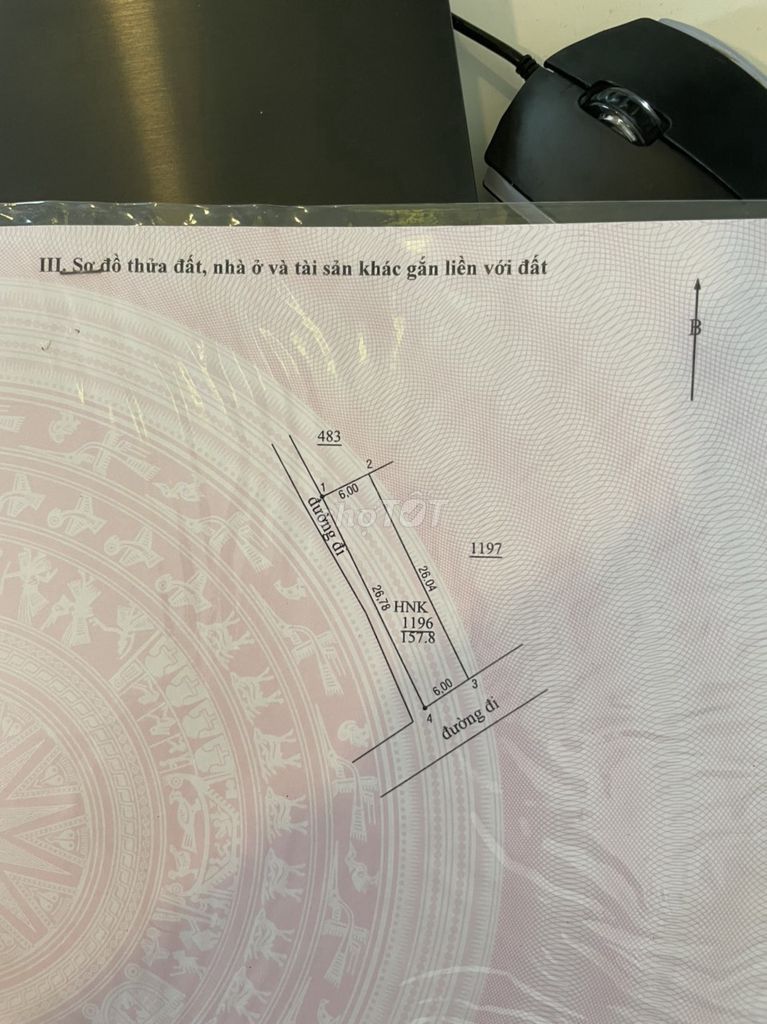 III. Sơ đồ thửa đất, nhà ở và tài sản khác gắn liền với đất
B
483
1
2
6,00
đường đi
chợTỐT
1197
26,04
26,78
HNK
1196
157.8
6,00
3
4
đường đi